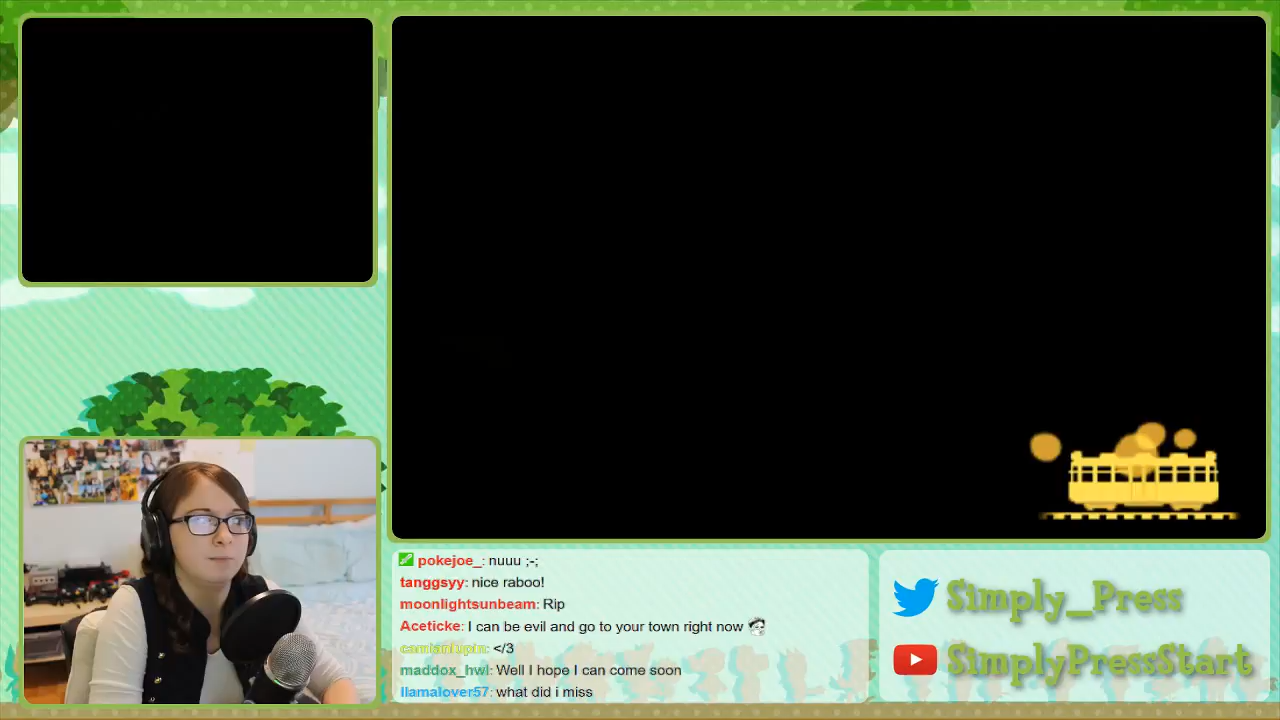 pokejoe_: nuuu ;-;
tanggsyy: nice raboo!
moonlightsunbeam: Rip
Aceticke: I can be evil and go to your town right now
camianlupin: </3
maddox_hwl: Well I hope I can come soon
llamalover57: what did i miss
Simply_Press
SimplyPressStart